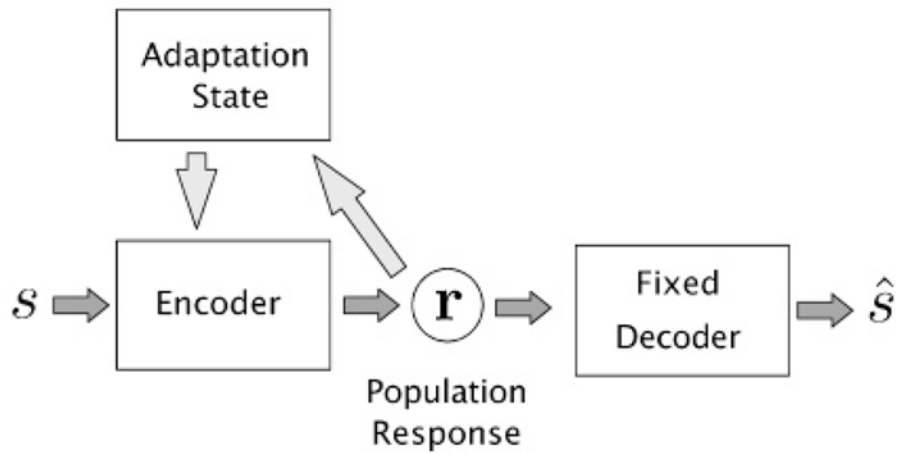 Adaptation
State
s
Encoder
r
Population
Response
Fixed
Decoder
ŝ